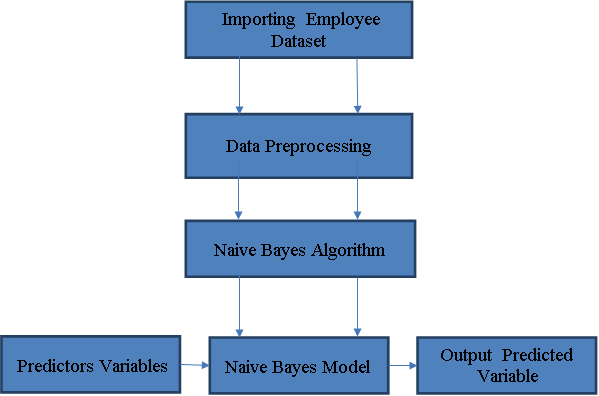 Importing Employee
Dataset
Data Preprocessing
Naive Bayes Algorithm
Predictors Variables
Naive Bayes Model
Output Predicted
Variable